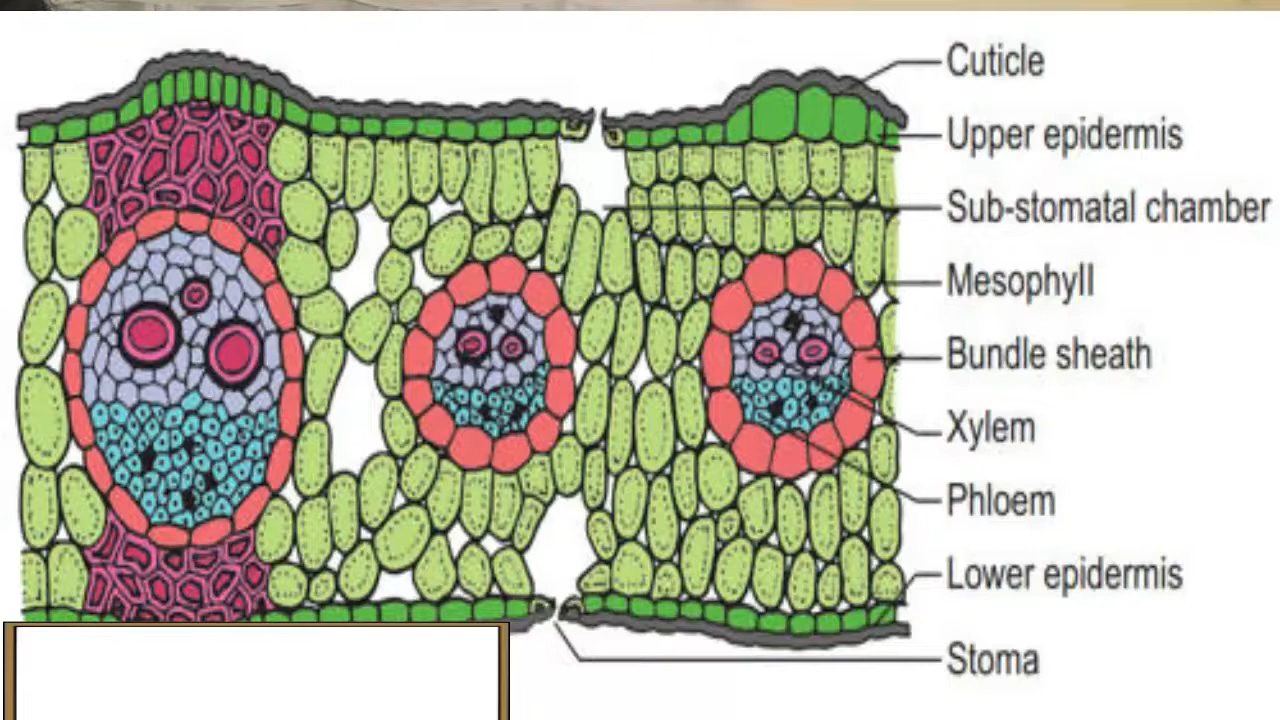 Cuticle
Upper epidermis
Sub-stomatal chamber
Mesophyll
Bundle sheath
Xylem
Phloem
Lower epidermis
Stoma